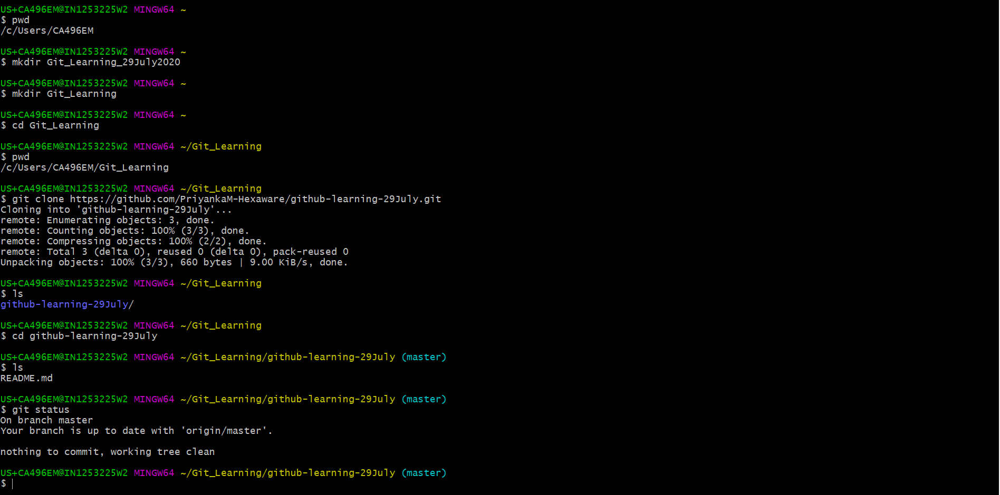 US+CA496EM@IN1253225W2 MINGW64 ~
$ pwd
/c/Users/CA496EM
US+CA496EM@IN1253225W2 MINGW64 ~
$ mkdir Git_Learning_29July2020
US+CA496EM@IN1253225W2 MINGW64 ~
$ mkdir Git_Learning
US+CA496EM@IN1253225W2 MINGW64 ~
$ cd Git_Learning
US+CA496EM@IN1253225W2 MINGW64 ~/Git_Learning
$ pwd
/c/Users/CA496EM/Git_Learning
US+CA496EM@IN1253225W2 MINGW64 ~/Git_Learning
$ git clone https://github.com/PriyankaM-Hexaware/github-learning-29July.git
Cloning into 'github-learning-29July'...
remote: Enumerating objects: 3, done.
remote: Counting objects: 100% (3/3), done.
remote: Compressing objects: 100% (2/2), done.
remote: Total 3 (delta 0), reused 0 (delta 0), pack-reused 0
Unpacking objects: 100% (3/3), 660 bytes | 9.00 KiB/s, done.
US+CA496EM@IN1253225W2 MINGW64 ~/Git_Learning
$ ls
github-learning-29July/
US+CA496EM@IN1253225W2 MINGW64 ~/Git_Learning
$ cd github-learning-29July
US+CA496EM@IN1253225W2 MINGW64 ~/Git_Learning/github-learning-29July (master)
$ ls
README.md
US+CA496EM@IN1253225W2 MINGW64 ~/Git_Learning/github-learning-29July (master)
$ git status
On branch master
Your branch is up to date with 'origin/master'.
nothing to commit, working tree clean
US+CA496EM@IN1253225W2 MINGW64 ~/Git_Learning/github-learning-29July (master)
$